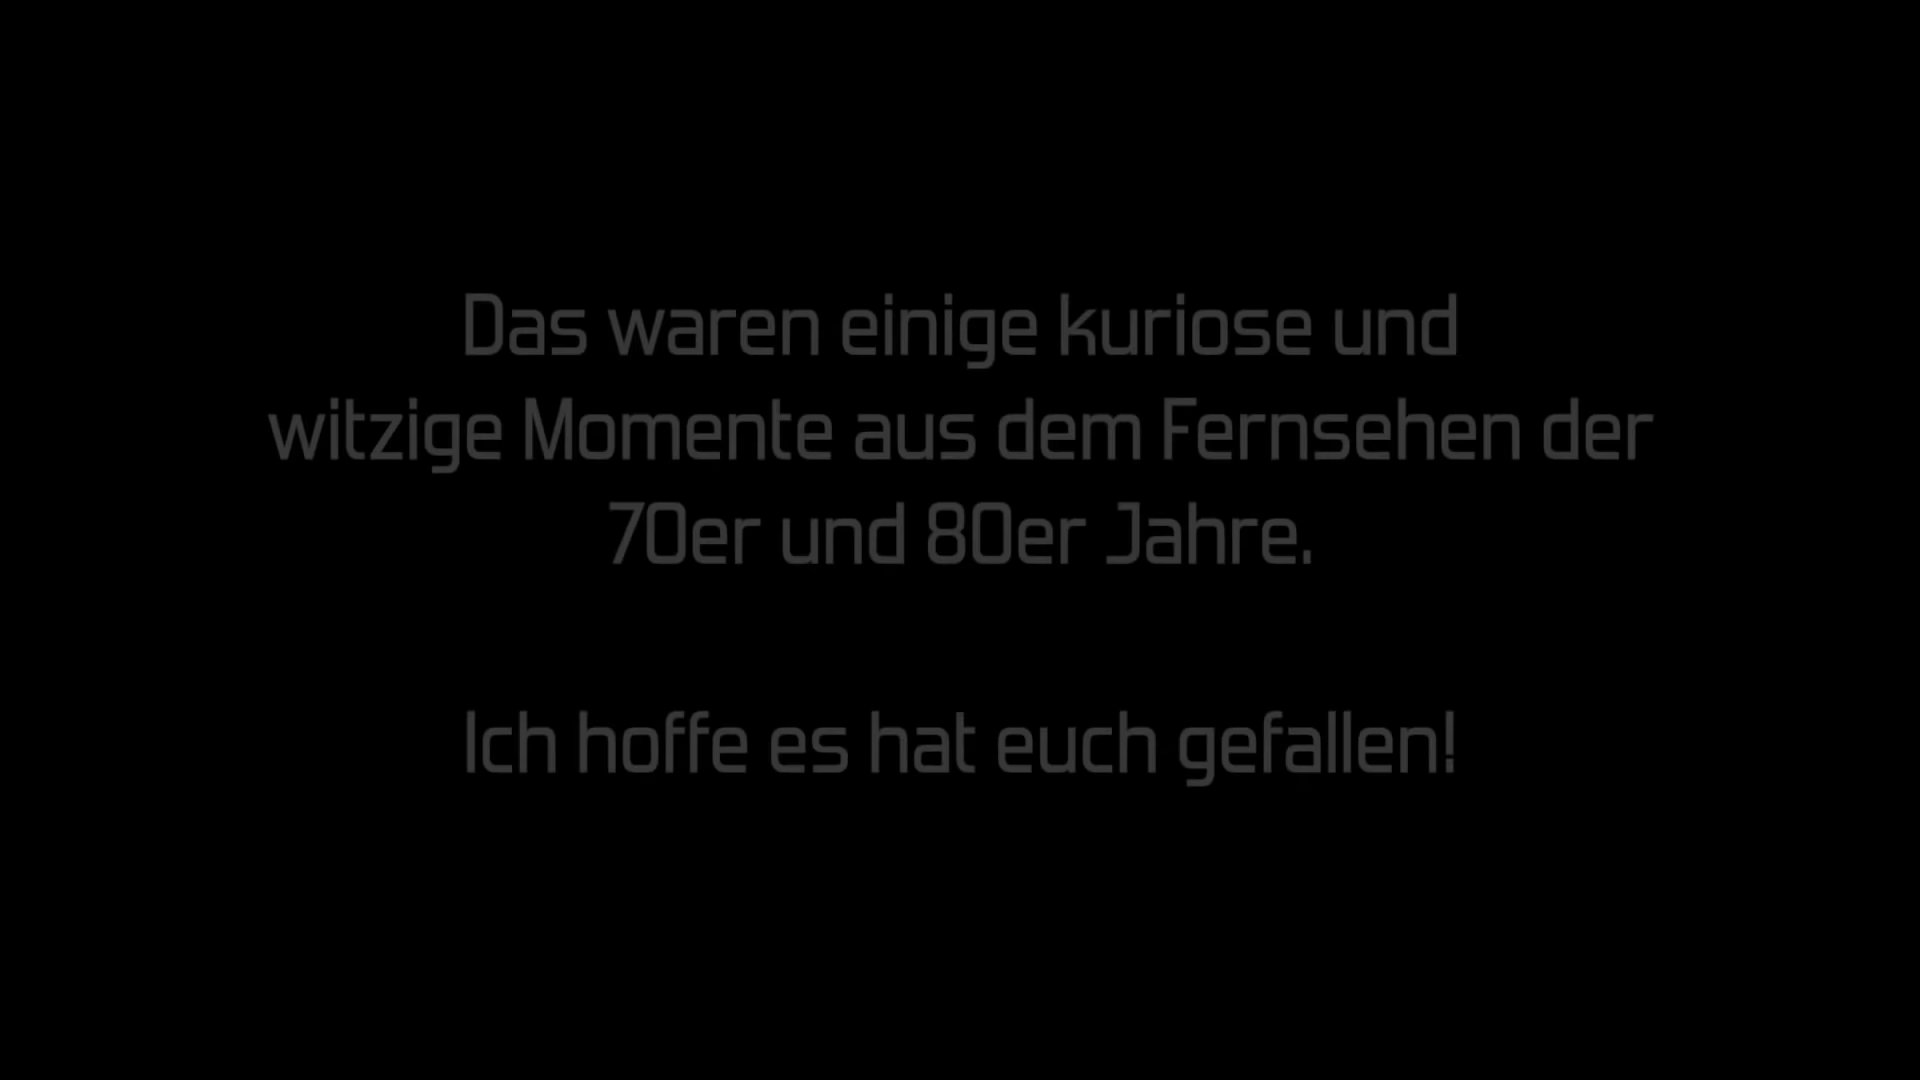 Das waren einige kuriose und
witzige Momente aus dem Fernsehen der
70er und 80er Jahre.
Ich hoffe es hat euch gefallen!